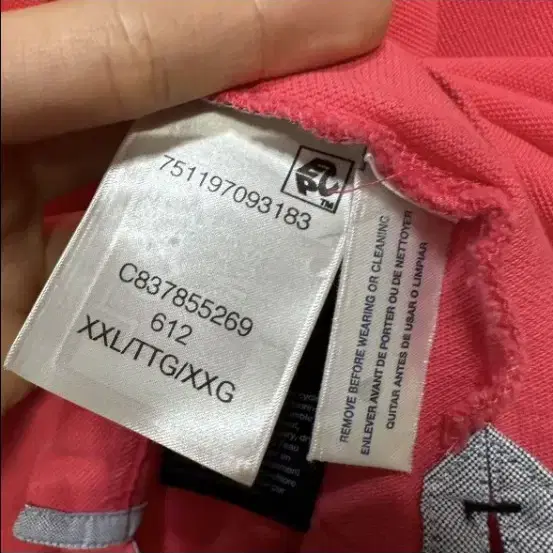 751197093183
APC
TM
C837855269
612
XXL/TTG/XXG
REMOVE BEFORE WEARING OR CLEANING
ENLEVER AVANT DE PORTER OU DE NETTOYER
QUITAR ANTES DE USAR O LIMPIAR